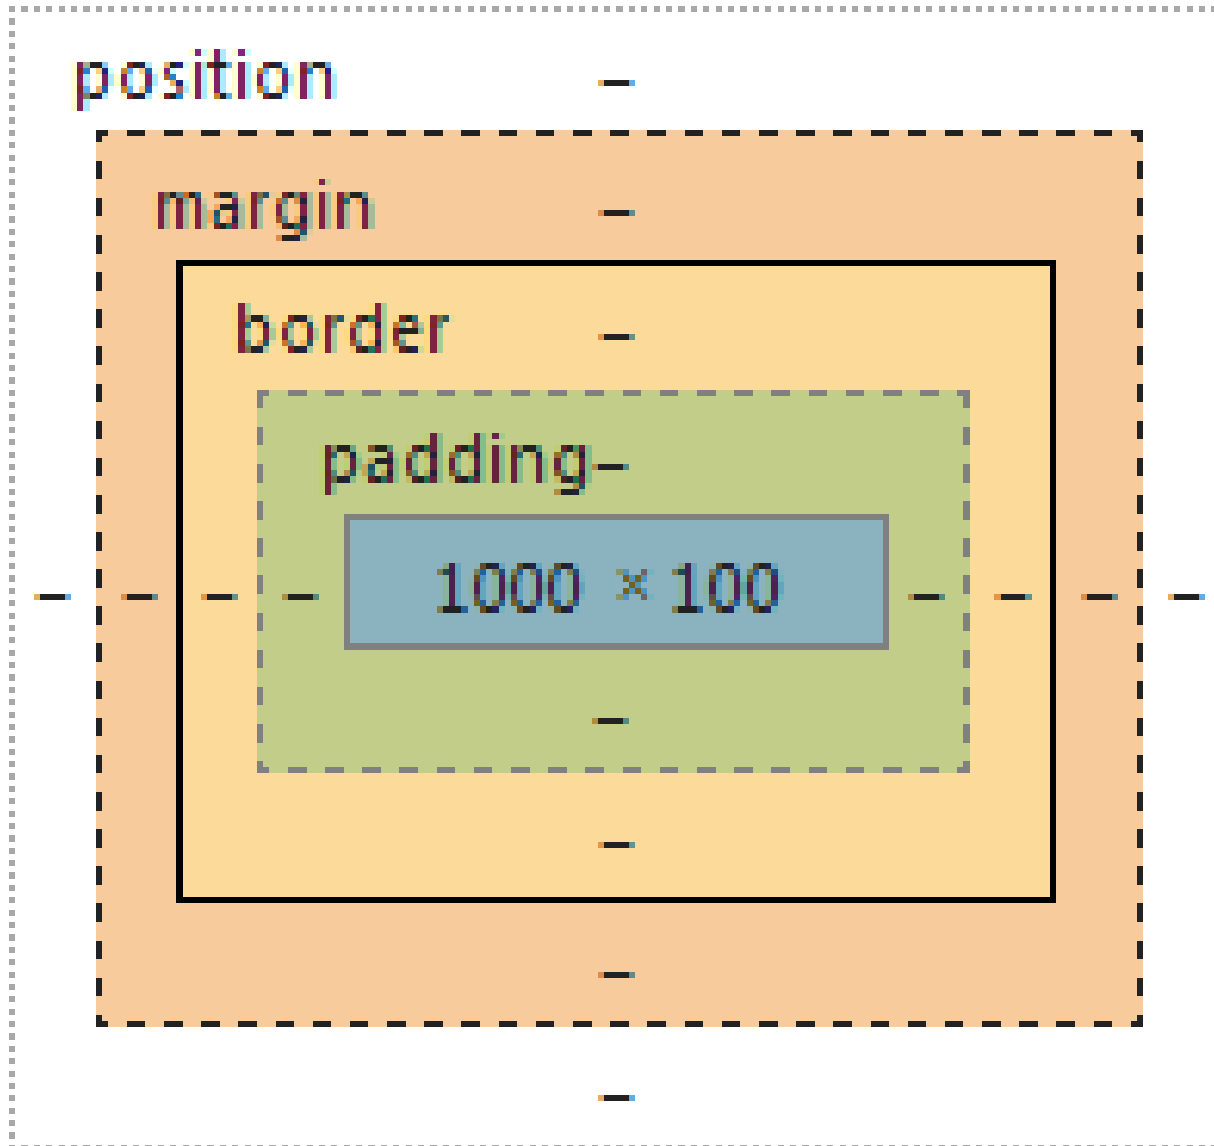 position
–
margin
–
border
–
padding –
– – – – 1000 × 100 – – – –
–
–
–
–